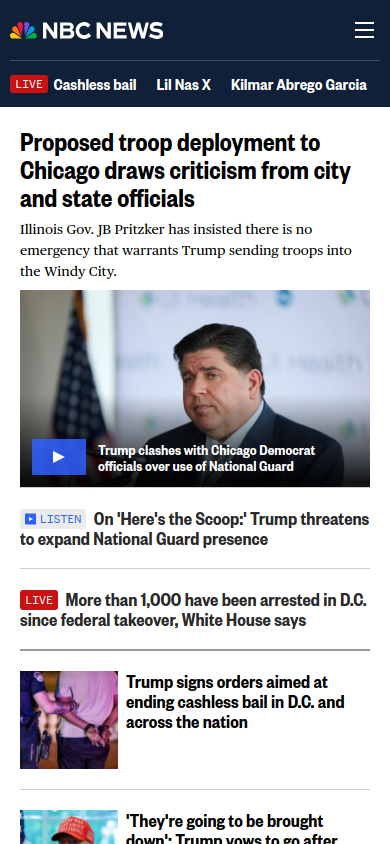 NBC NEWS
LIVE Cashless bail Lil Nas X Kilmar Abrego Garcia
Proposed troop deployment to
Chicago draws criticism from city
and state officials
Illinois Gov. JB Pritzker has insisted there is no
emergency that warrants Trump sending troops into
the Windy City.
Trump clashes with Chicago Democrat
officials over use of National Guard
LISTEN On 'Here's the Scoop:' Trump threatens
to expand National Guard presence
LIVE More than 1,000 have been arrested in D.C.
since federal takeover, White House says
Trump signs orders aimed at
ending cashless bail in D.C. and
across the nation
'They're going to be brought
down': Trump vows to go after